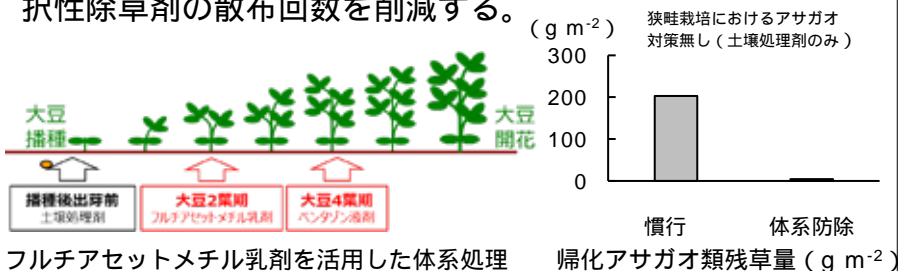 択性除草剤の散布回数を削減する。
大豆
播種
大豆
開花
播種後出芽前
土壌処理剤
大豆2葉期
フルチアセットメチル乳剤
大豆4葉期
ベンタゾン液剤
フルチアセットメチル乳剤を活用した体系処理
(g m-2)
狭畦栽培におけるアサガオ
対策無し(土壌処理剤のみ)
300
200
100
0
慣行
体系防除
帰化アサガオ類残草量(g m-2)